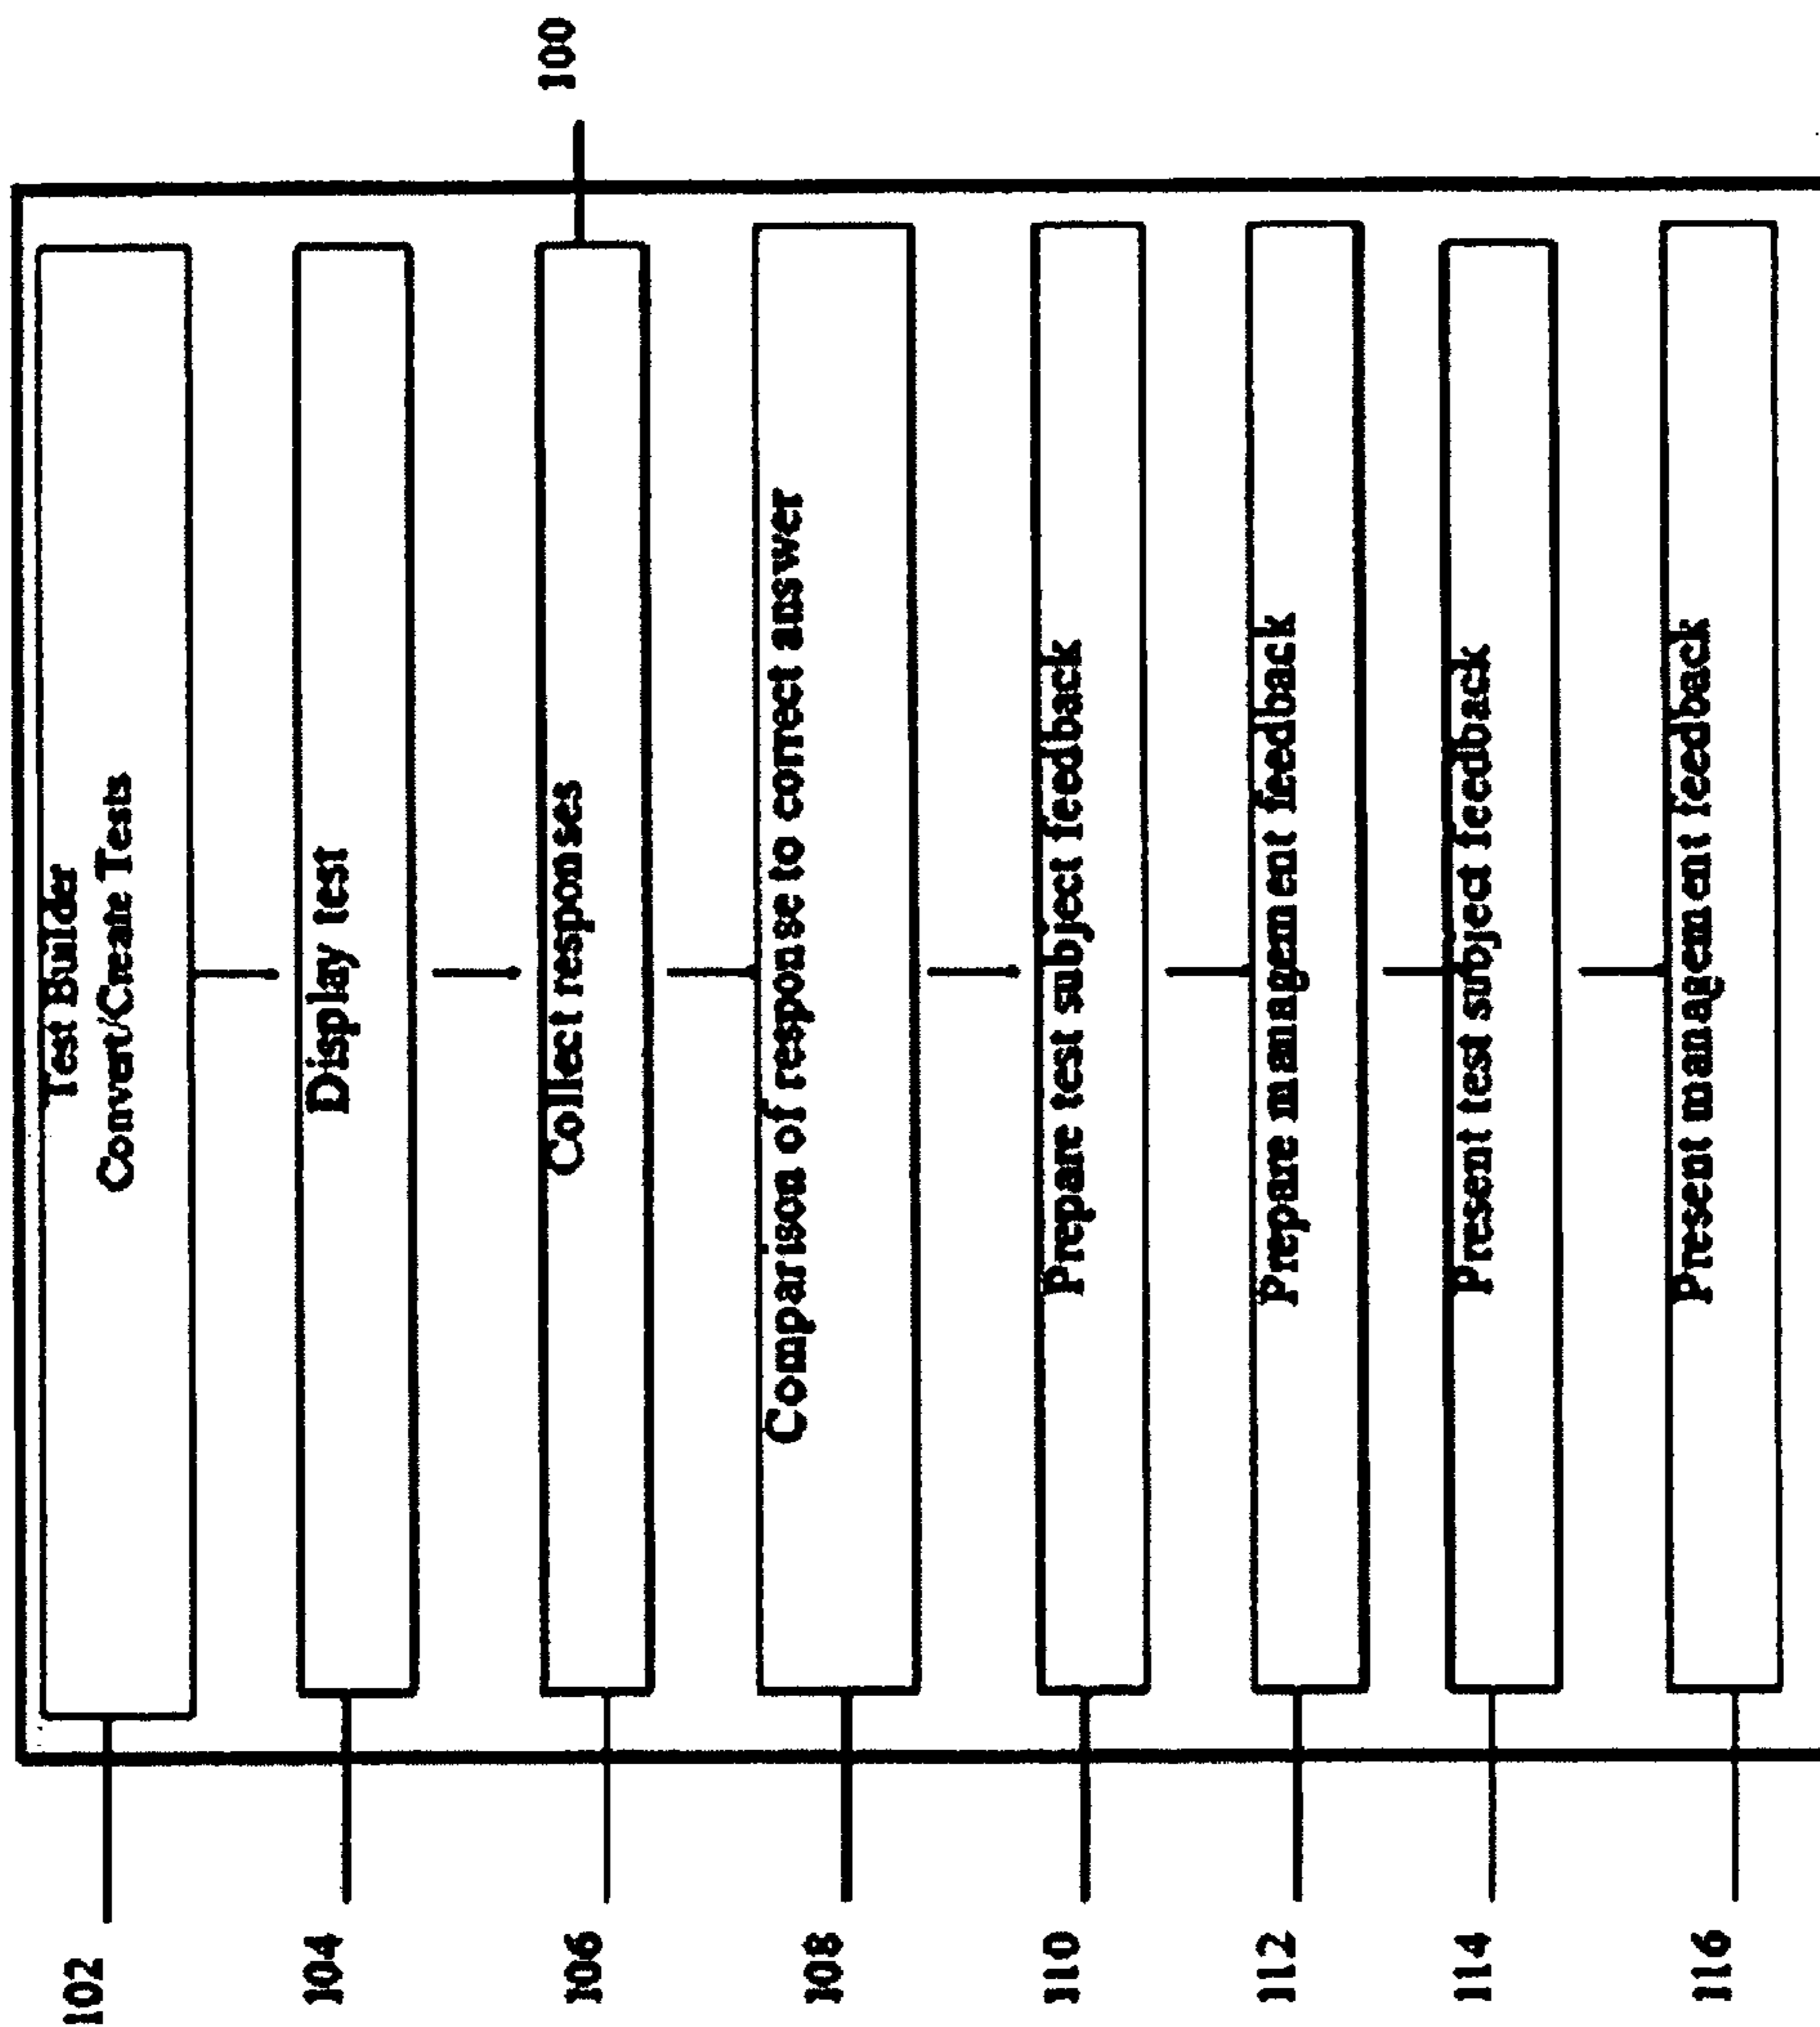 100
102
Test Builder
Convert/Create Tests
104
Display test
106
Collect responses
108
Comparison of response to correct answer
110
Prepare test subject feedback
112
Prepare management feedback
114
Present test subject feedback
116
Present management feedback